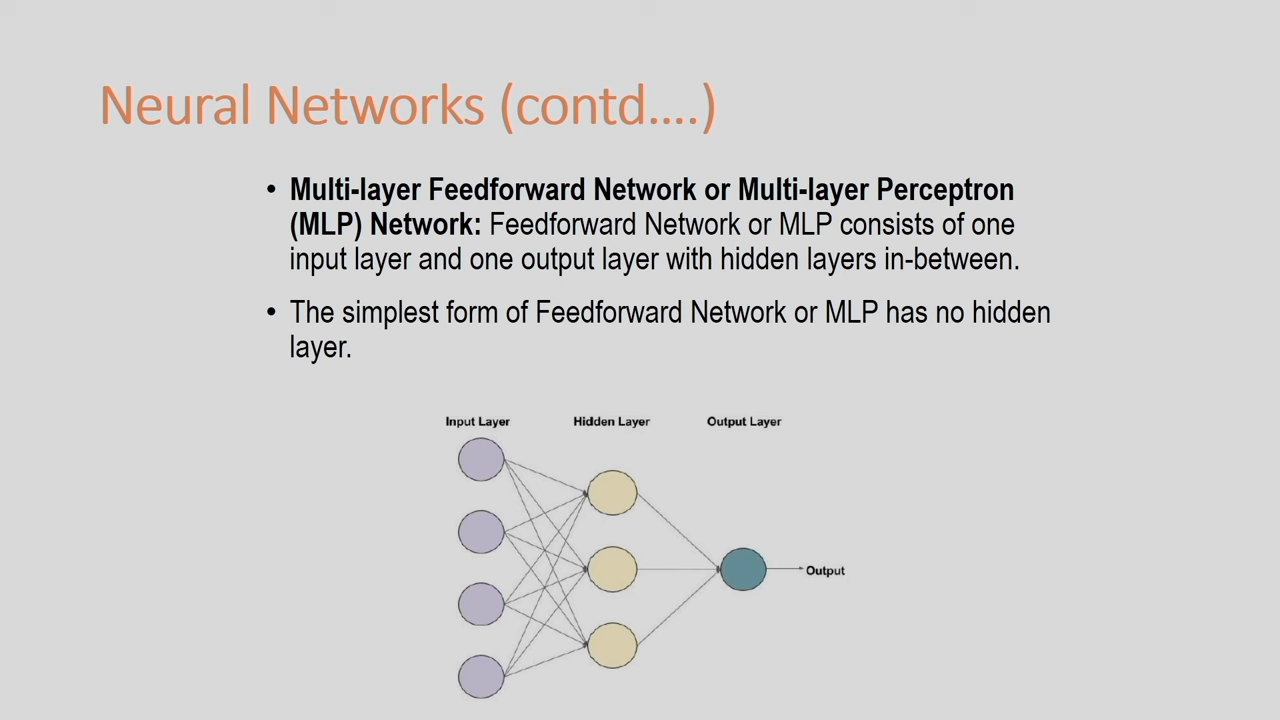 Neural Networks (contd....)
• Multi-layer Feedforward Network or Multi-layer Perceptron
(MLP) Network: Feedforward Network or MLP consists of one
input layer and one output layer with hidden layers in-between.
• The simplest form of Feedforward Network or MLP has no hidden
layer.
Input Layer Hidden Layer Output Layer
Output